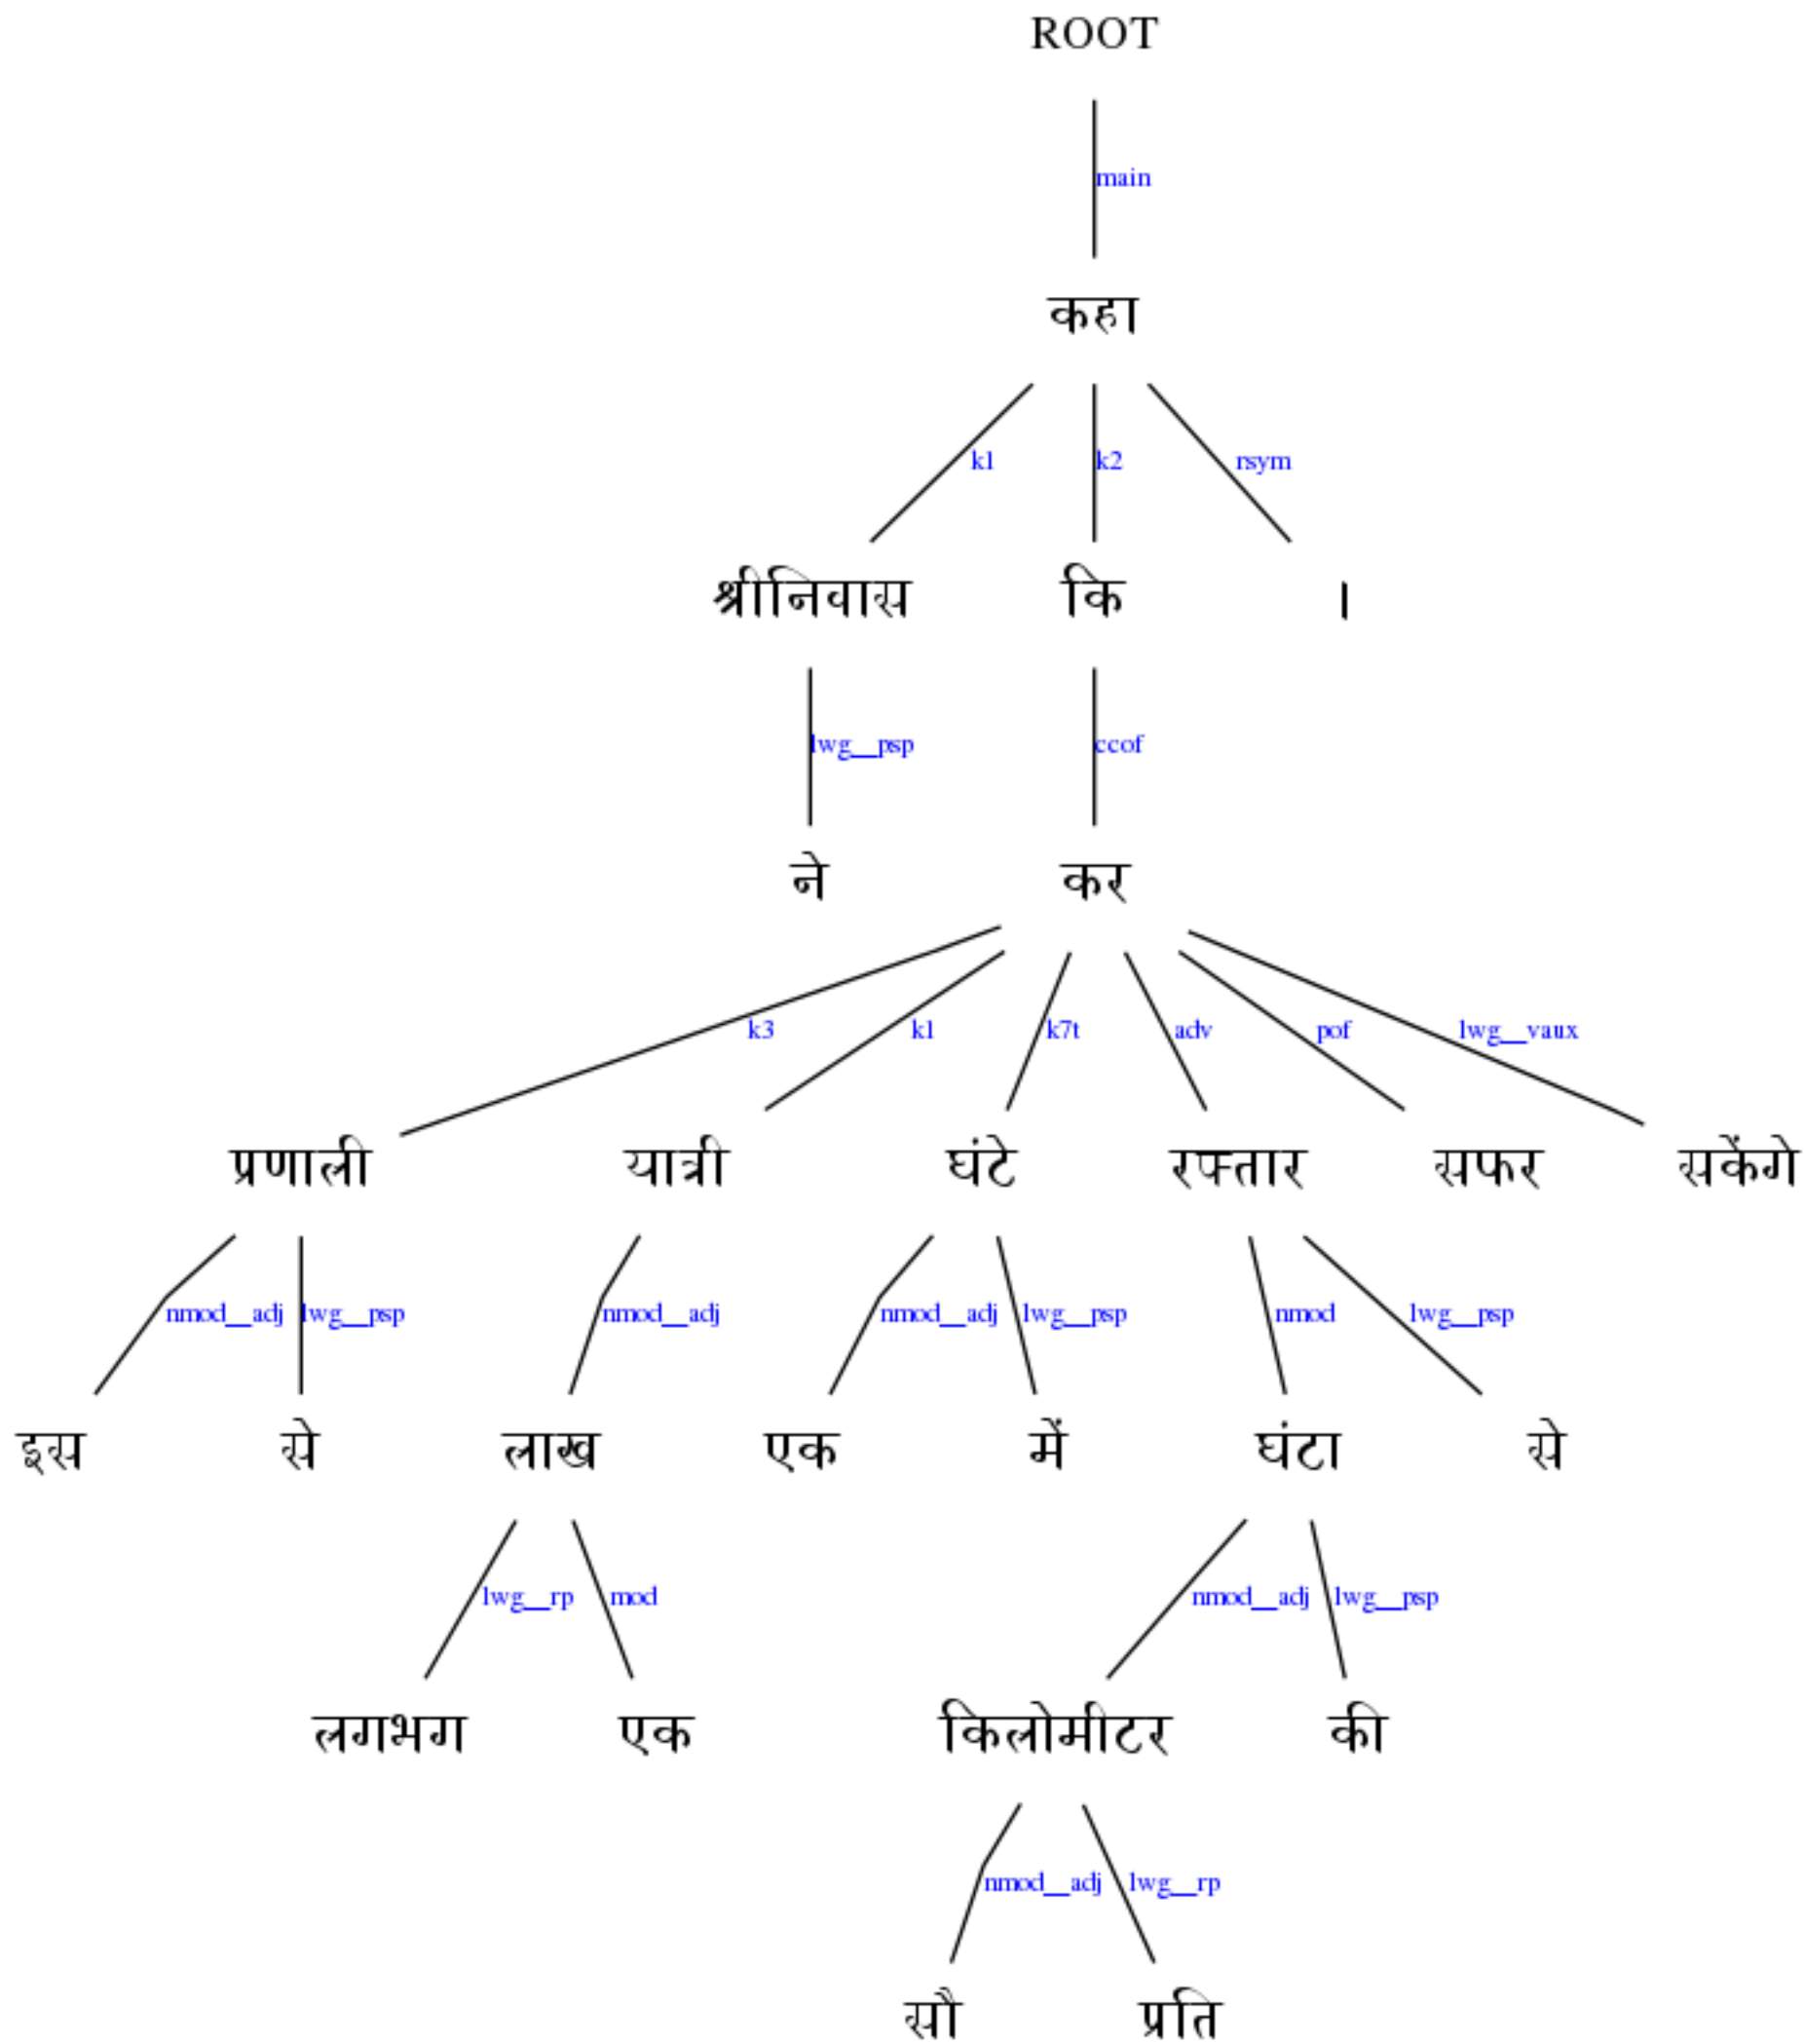 ROOT
main
कहा
k1 k2 rsym
श्रीनिवास कि ।
lwg__psp ccof
ने कर
k3 k1 k7t adv pof lwg__vaux
प्रणाली यात्री घंटे रफ्तार सफर सकेंगे
nmod__adj lwg__psp nmod__adj nmod__adj lwg__psp nmod lwg__psp
इस से लाख एक में घंटा से
lwg__rp mod nmod__adj lwg__psp
लगभग एक किलोमीटर की
nmod__adj lwg__rp
सौ प्रति